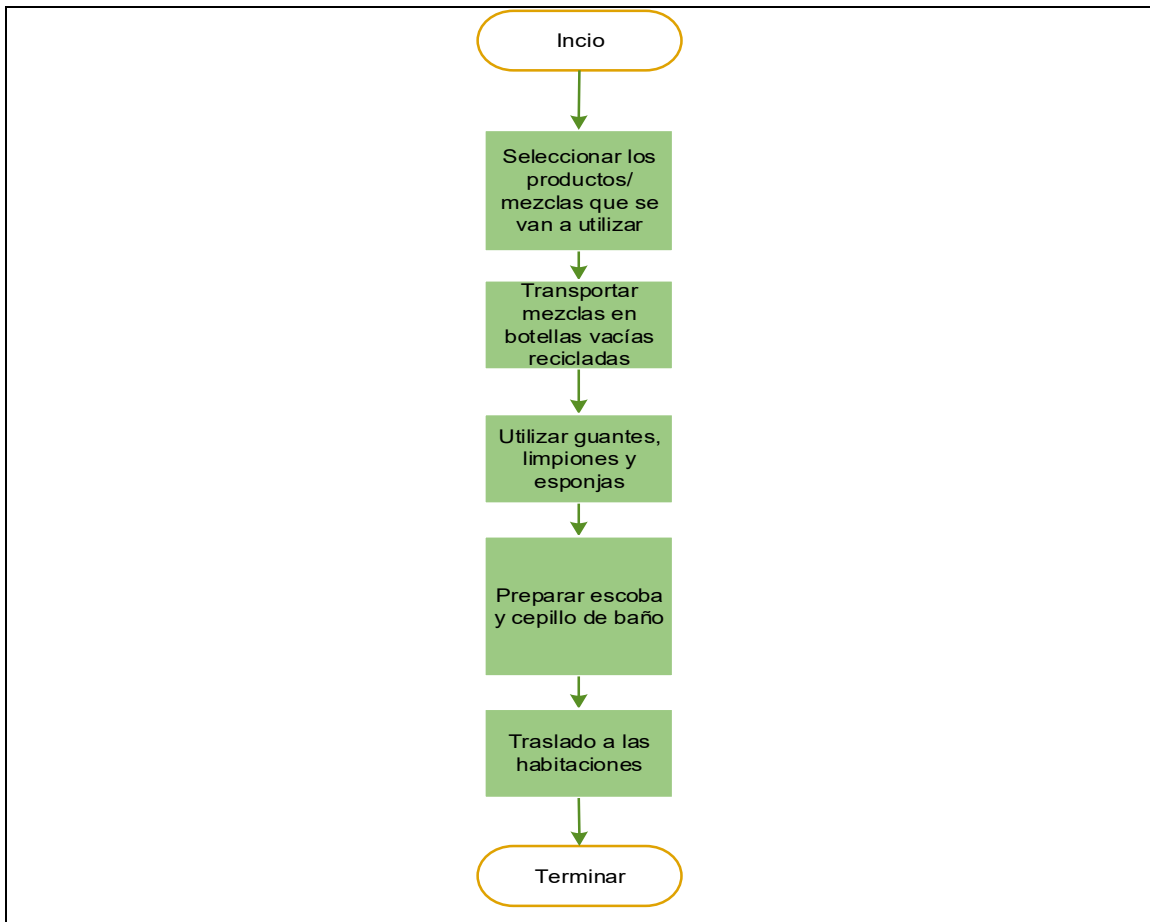 Incio
Seleccionar los
productos/
mezclas que se
van a utilizar
Transportar
mezclas en
botellas vacías
recicladas
Utilizar guantes,
limpiones y
esponjas
Preparar escoba
y cepillo de baño
Traslado a las
habitaciones
Terminar